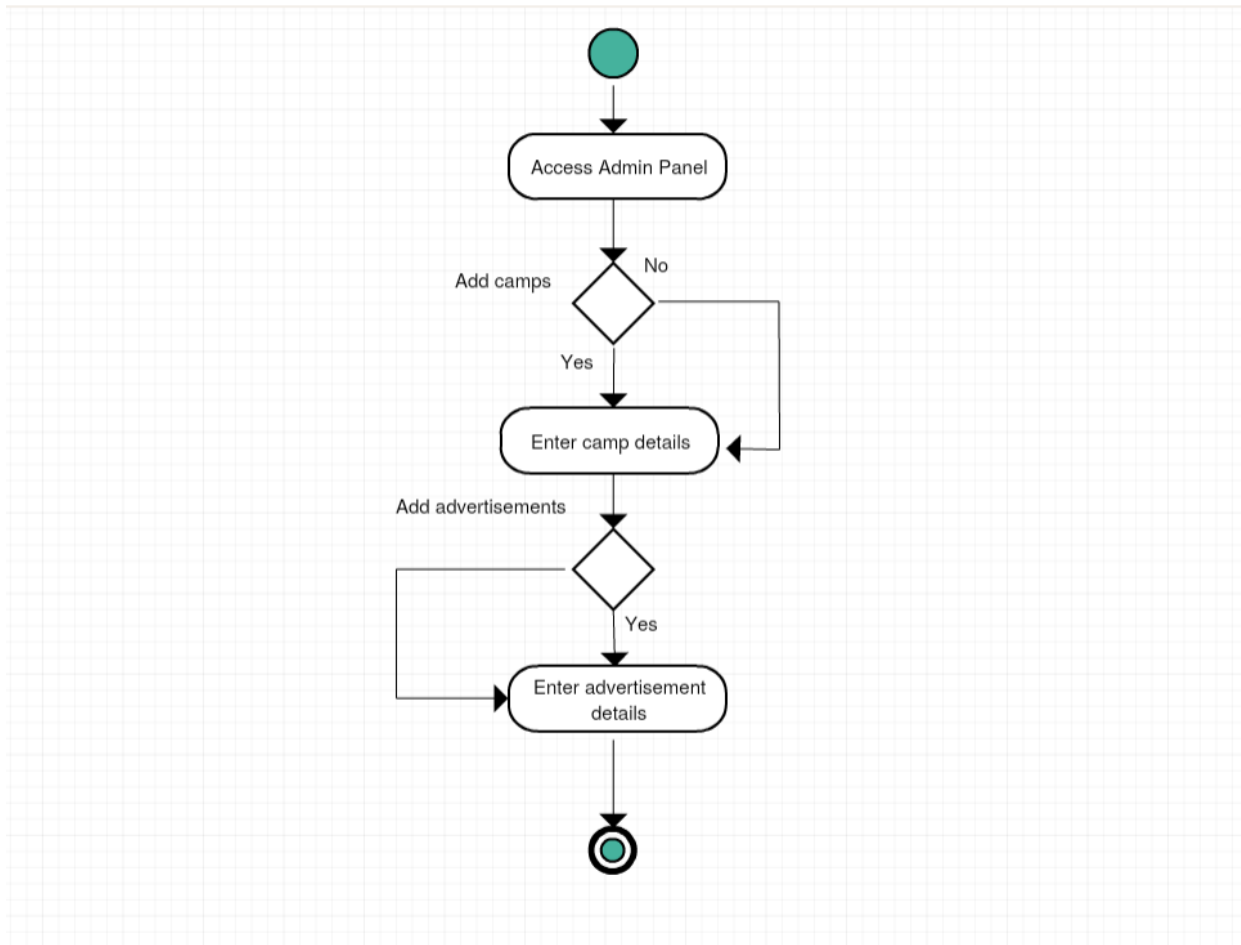 Access Admin Panel
No
Add camps
Yes
Enter camp details
Add advertisements
Yes
Enter advertisement
details